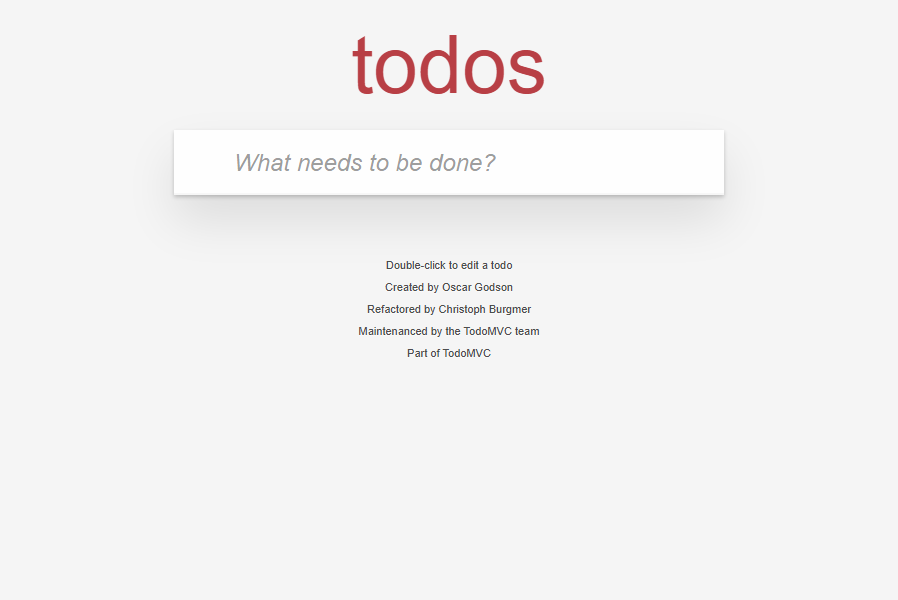 todos
What needs to be done?
Double-click to edit a todo
Created by Oscar Godson
Refactored by Christoph Burgmer
Maintenanced by the TodoMVC team
Part of TodoMVC